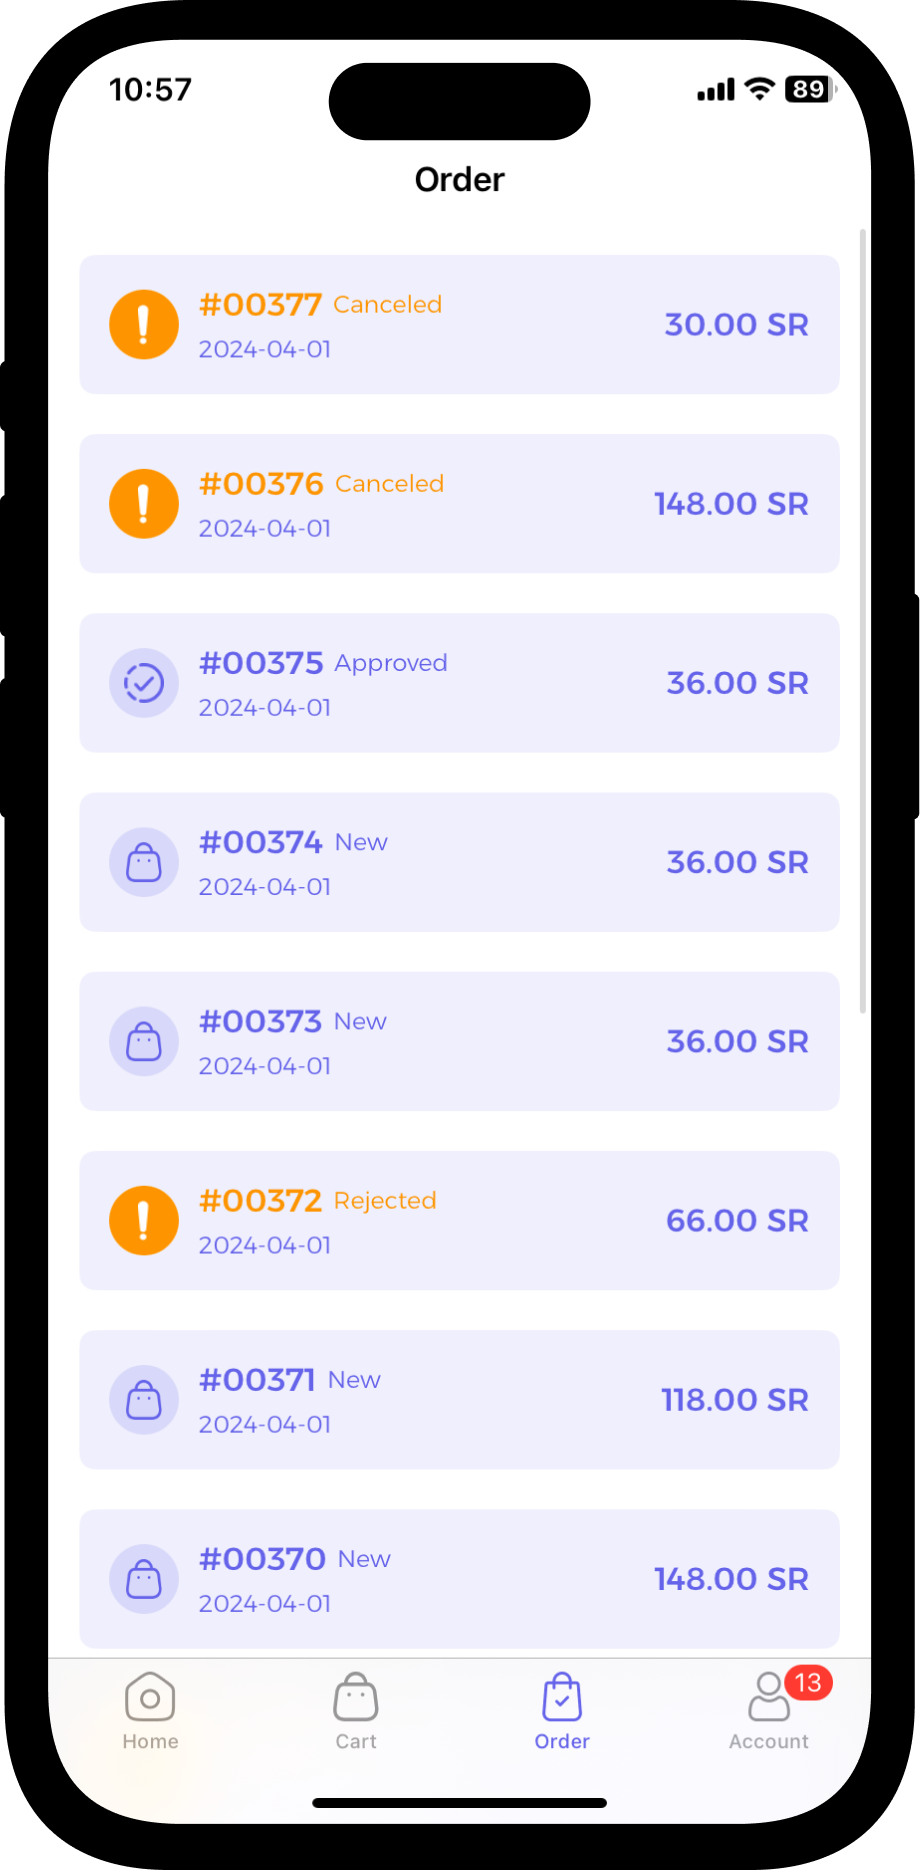 10:57
89
Order
#00377 Canceled
2024-04-01
30.00 SR
#00376 Canceled
2024-04-01
148.00 SR
#00375 Approved
2024-04-01
36.00 SR
#00374 New
2024-04-01
36.00 SR
#00373 New
2024-04-01
36.00 SR
#00372 Rejected
2024-04-01
66.00 SR
#00371 New
2024-04-01
118.00 SR
#00370 New
2024-04-01
148.00 SR
13
Home
Cart
Order
Account